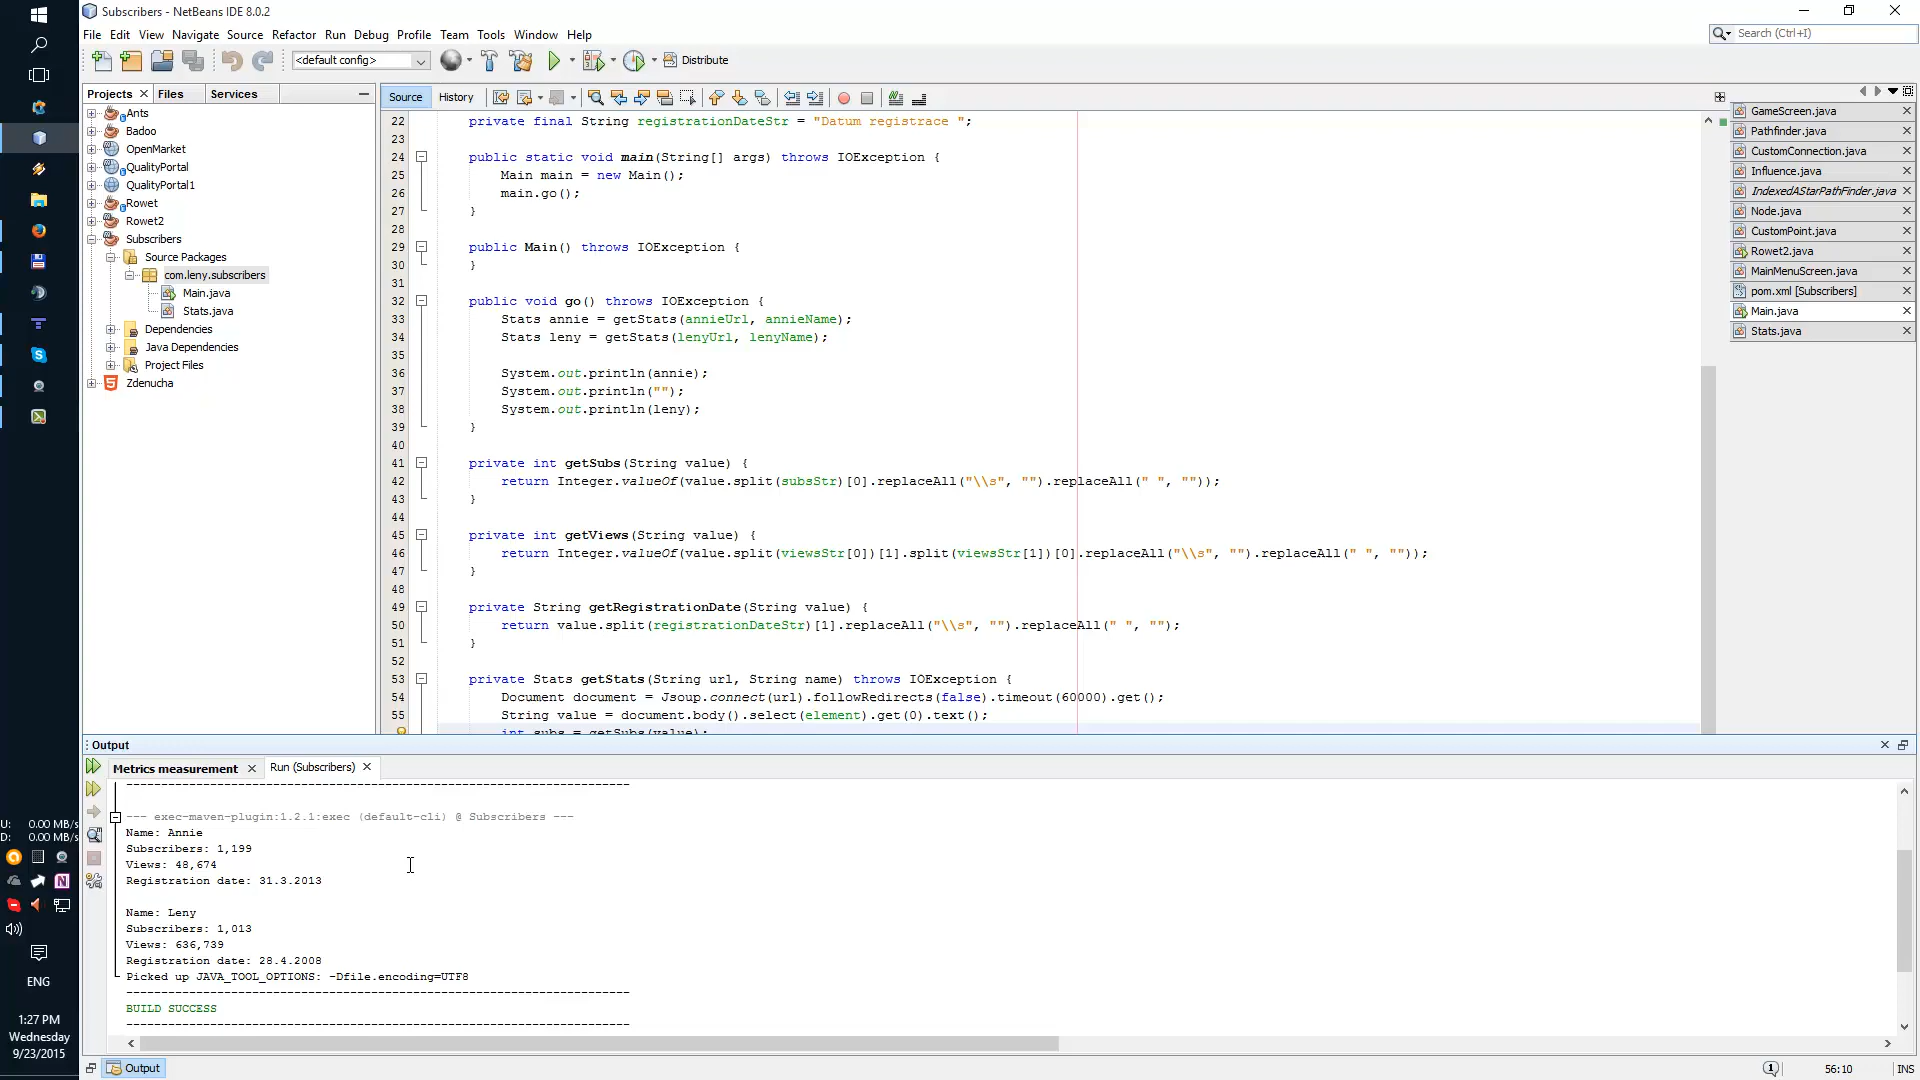 Subscribers - NetBeans IDE 8.0.2
File Edit View Navigate Source Refactor Run Debug Profile Team Tools Window Help
Search (Ctrl+I)
<default config>
Distribute
Projects Files Services
Ants
Badoo
OpenMarket
QualityPortal
QualityPortal1
Rowet
Rowet2
Subscribers
Source Packages
com.leny.subscribers
Main.java
Stats.java
Dependencies
Java Dependencies
Project Files
Zdenucha
Source History
22 private final String registrationDateStr = "Datum registrace ";
23
24 public static void main(String[] args) throws IOException {
25 Main main = new Main();
26 main.go();
27 }
28
29 public Main() throws IOException {
30 }
31
32 public void go() throws IOException {
33 Stats annie = getStats(annieUrl, annieName);
34 Stats leny = getStats(lenyUrl, lenyName);
35
36 System.out.println(annie);
37 System.out.println("");
38 System.out.println(leny);
39 }
40
41 private int getSubs(String value) {
42 return Integer.valueOf(value.split(subsStr)[0].replaceAll("\\s", "").replaceAll(" ", ""));
43 }
44
45 private int getViews(String value) {
46 return Integer.valueOf(value.split(viewsStr[0])[1].split(viewsStr[1])[0].replaceAll("\\s", "").replaceAll(" ", ""));
47 }
48
49 private String getRegistrationDate(String value) {
50 return value.split(registrationDateStr)[1].replaceAll("\\s", "").replaceAll(" ", "");
51 }
52
53 private Stats getStats(String url, String name) throws IOException {
54 Document document = Jsoup.connect(url).followRedirects(false).timeout(60000).get();
55 String value = document.body().select(element).get(0).text();
int subs = getSubs(value);
GameScreen.java
Pathfinder.java
CustomConnection.java
Influence.java
IndexedAStarPathFinder.java
Node.java
CustomPoint.java
Rowet2.java
MainMenuScreen.java
pom.xml [Subscribers]
Main.java
Stats.java
Output
Metrics measurement Run (Subscribers)
------------------------------------------------------------------------
--- exec-maven-plugin:1.2.1:exec (default-cli) @ Subscribers ---
Name: Annie
Subscribers: 1,199
Views: 48,674
Registration date: 31.3.2013
Name: Leny
Subscribers: 1,013
Views: 636,739
Registration date: 28.4.2008
Picked up JAVA_TOOL_OPTIONS: -Dfile.encoding=UTF8
------------------------------------------------------------------------
BUILD SUCCESS
------------------------------------------------------------------------
Output
56:10 INS
U: 0.00 MB/s
D: 0.00 MB/s
ENG
1:27 PM
Wednesday
9/23/2015